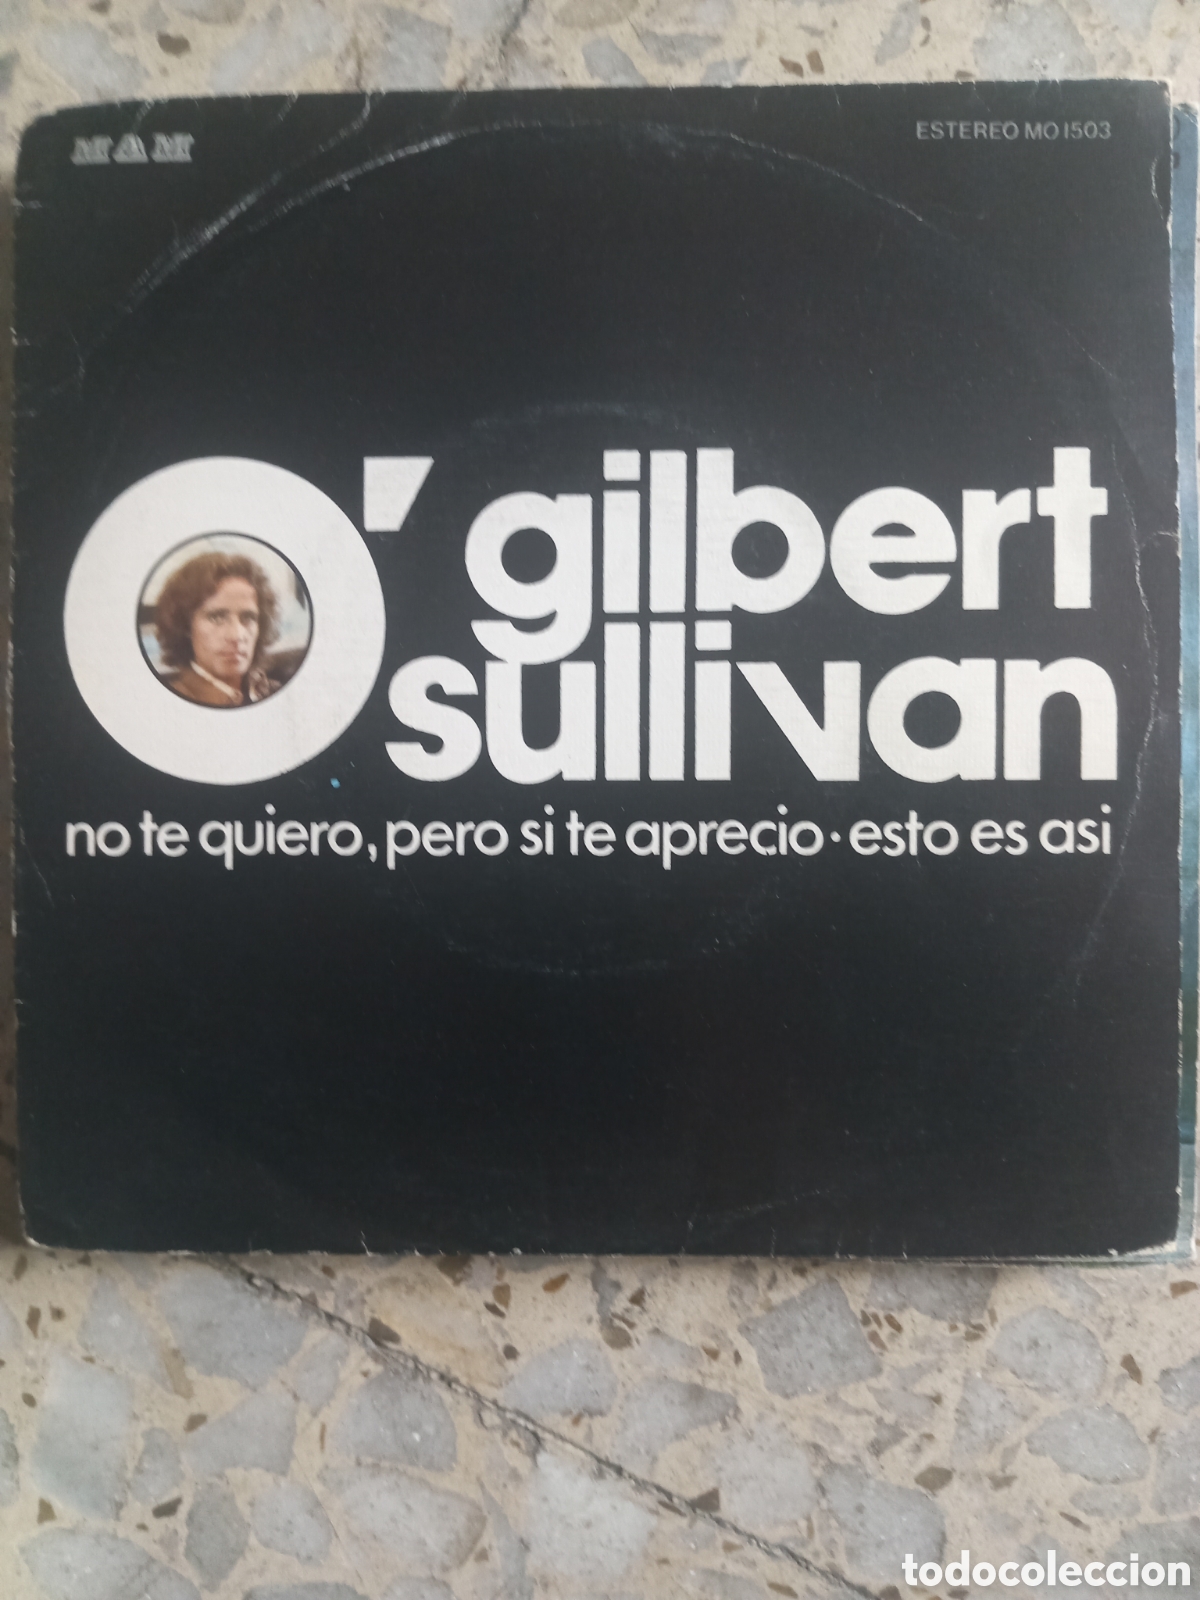 MAM
ESTEREO MO 1503
O' gilbert
sullivan
no te quiero, pero si te aprecio · esto es asi
todocoleccion